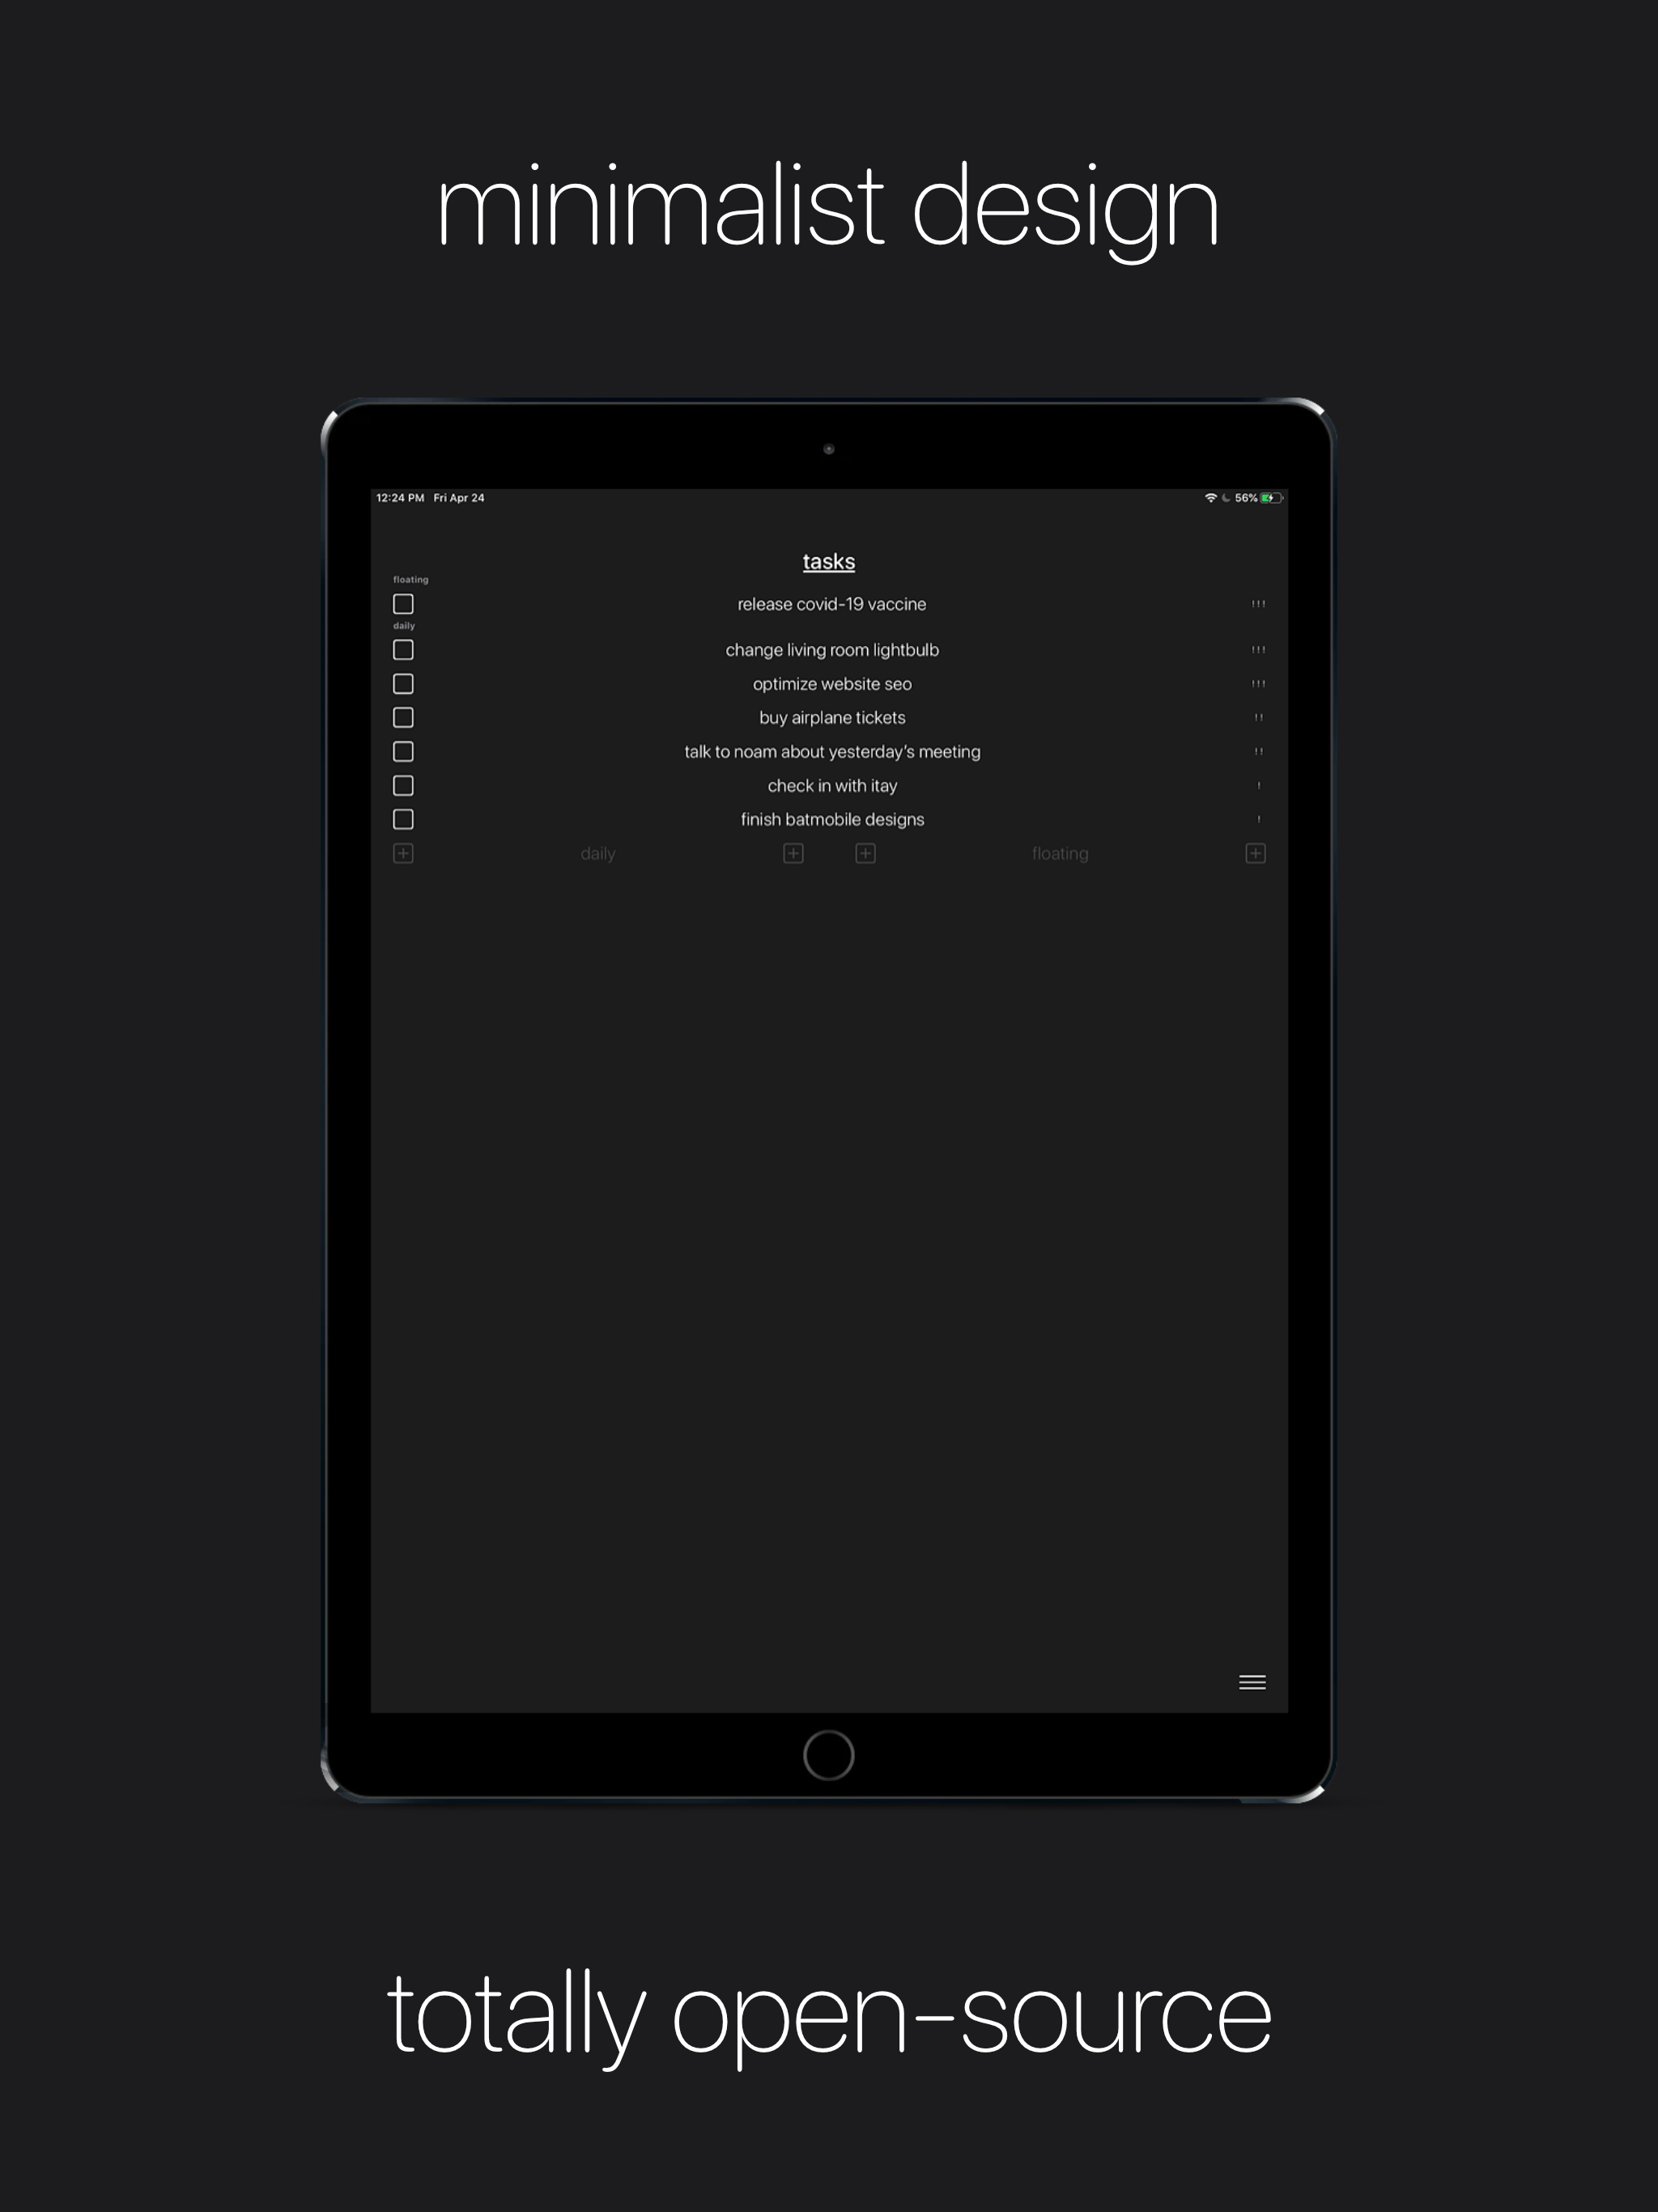 minimalist design
12:24 PM Fri Apr 24 56%
tasks
floating
release covid-19 vaccine !!!
daily
change living room lightbulb !!!
optimize website seo !!!
buy airplane tickets !!
talk to noam about yesterday's meeting !!
check in with itay !
finish batmobile designs !
daily floating
totally open-source